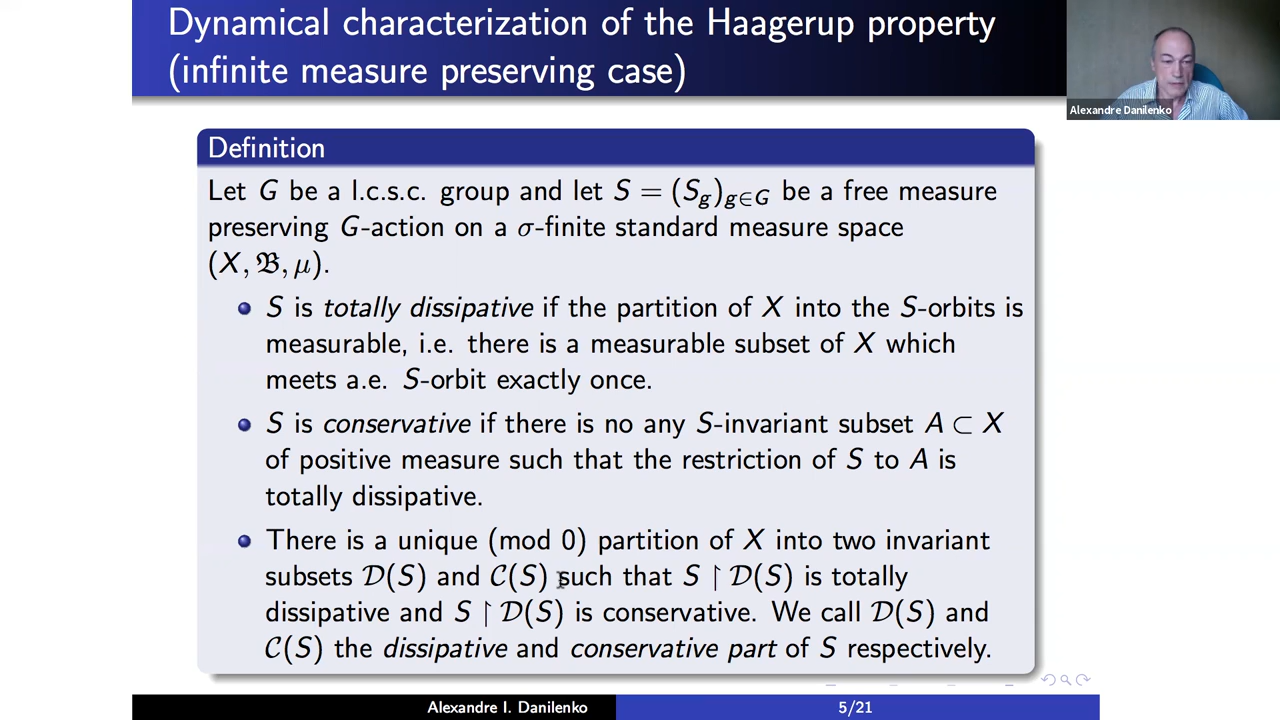 Dynamical characterization of the Haagerup property
(infinite measure preserving case)
Alexandre Danilenko
Definition
Let G be a l.c.s.c. group and let S = (S_g)_{g∈G} be a free measure
preserving G-action on a σ-finite standard measure space
(X, 𝔅, μ).
S is totally dissipative if the partition of X into the S-orbits is
measurable, i.e. there is a measurable subset of X which
meets a.e. S-orbit exactly once.
S is conservative if there is no any S-invariant subset A ⊂ X
of positive measure such that the restriction of S to A is
totally dissipative.
There is a unique (mod 0) partition of X into two invariant
subsets 𝒟(S) and 𝒞(S) such that S ↾ 𝒟(S) is totally
dissipative and S ↾ 𝒟(S) is conservative. We call 𝒟(S) and
𝒞(S) the dissipative and conservative part of S respectively.
Alexandre I. Danilenko
5/21